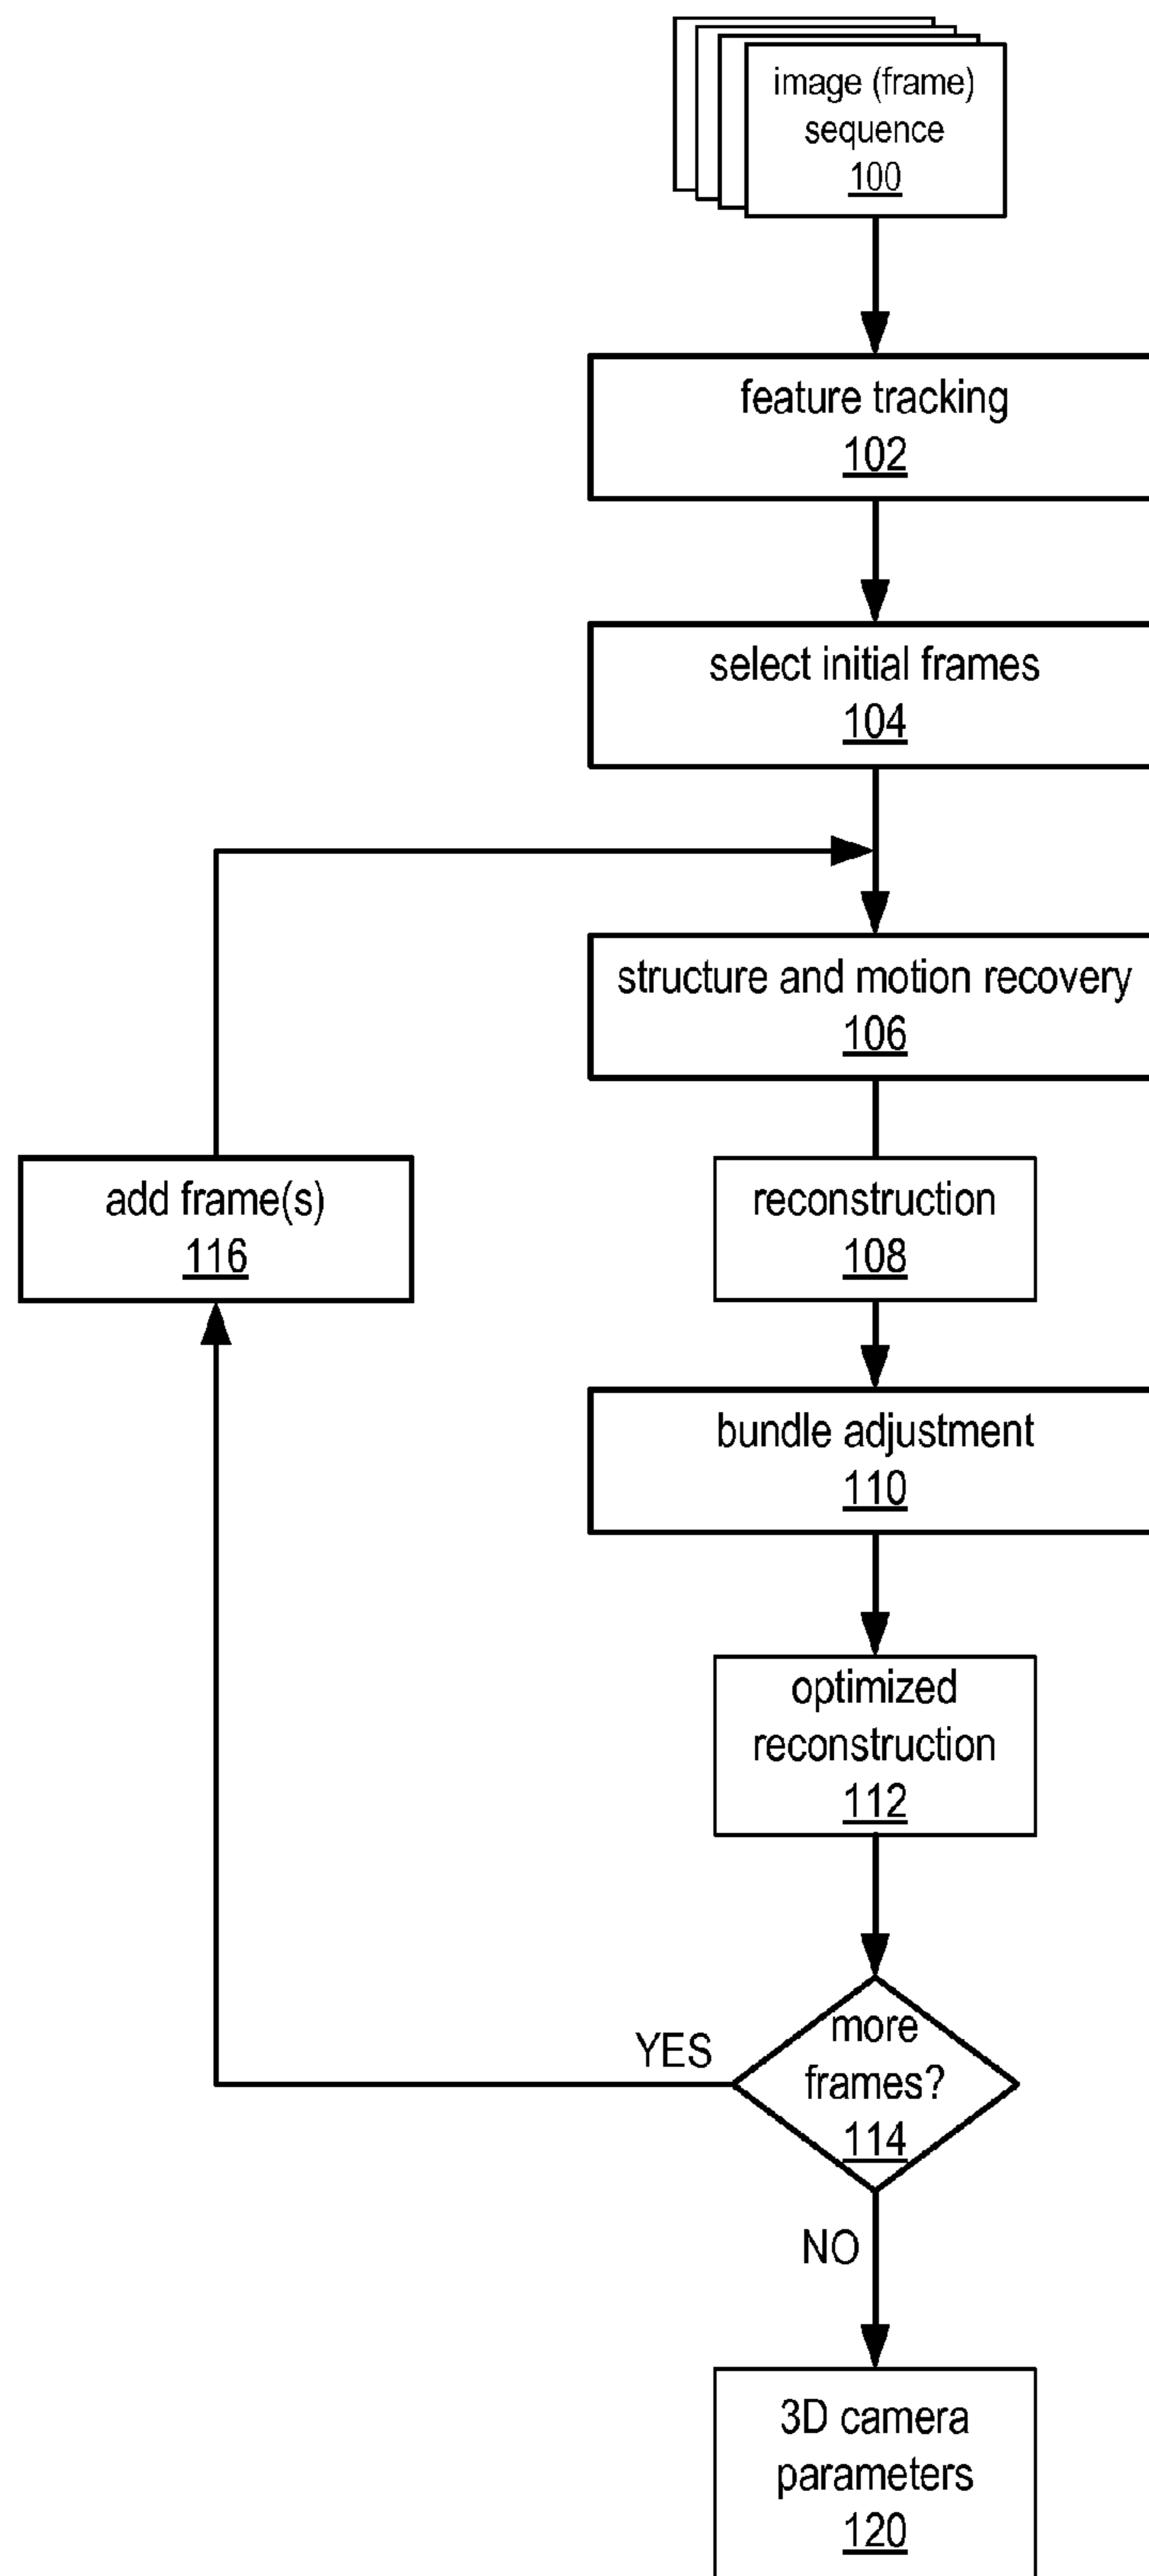 image (frame)
sequence
100
feature tracking
102
select initial frames
104
structure and motion recovery
106
add frame(s)
116
reconstruction
108
bundle adjustment
110
optimized
reconstruction
112
more
frames?
114
YES
NO
3D camera
parameters
120